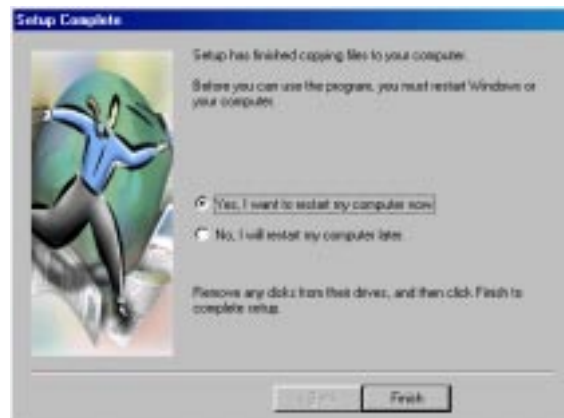 Setup Complete
Setup has finished copying files to your computer.
Before you can use the program, you must restart Windows or
your computer.
Yes, I want to restart my computer now.
No, I will restart my computer later.
Remove any disks from their drives, and then click Finish to
complete setup.
Finish